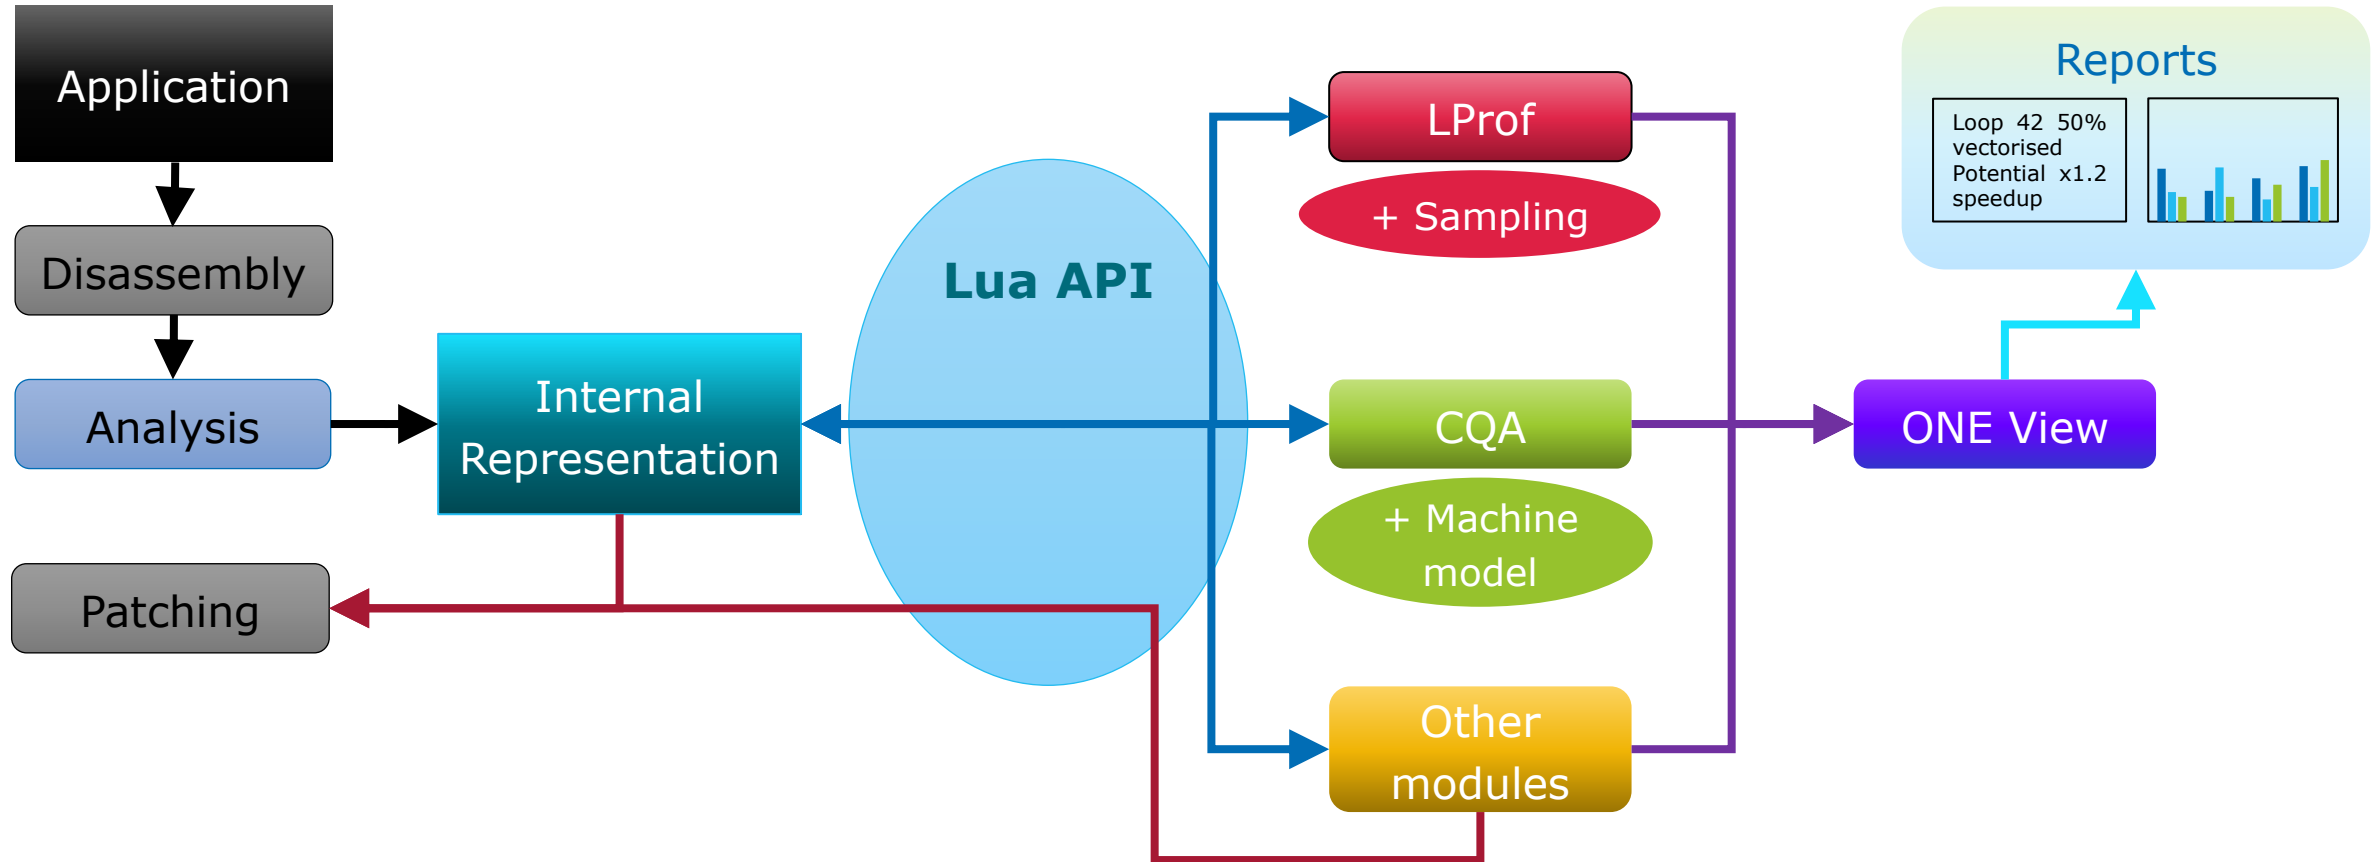 Application
Disassembly
Analysis
Patching
Internal
Representation
Lua API
LProf
+ Sampling
CQA
+ Machine
model
Other
modules
ONE View
Reports
Loop 42 50%
vectorised
Potential x1.2
speedup